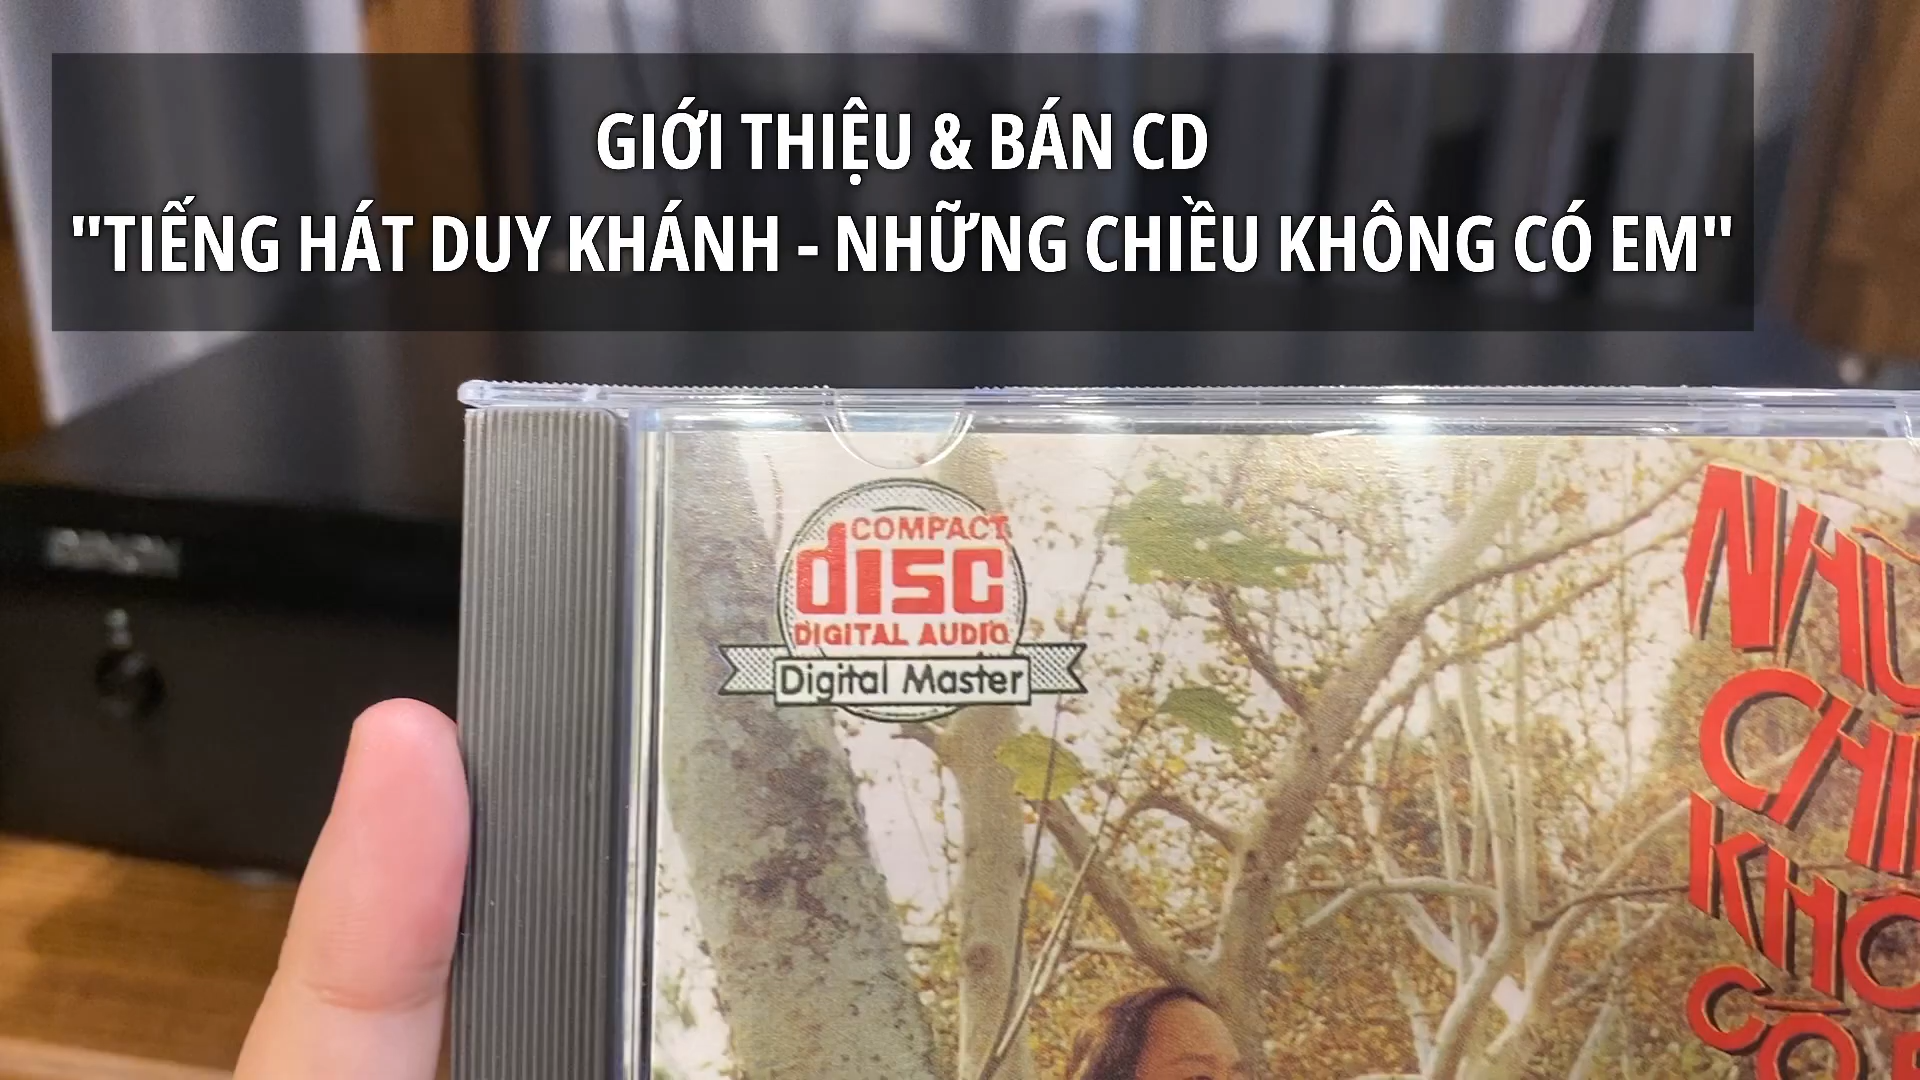 GIỚI THIỆU & BÁN CD
"TIẾNG HÁT DUY KHÁNH - NHỮNG CHIỀU KHÔNG CÓ EM"
COMPACT
disc
DIGITAL AUDIO
Digital Master
DENON